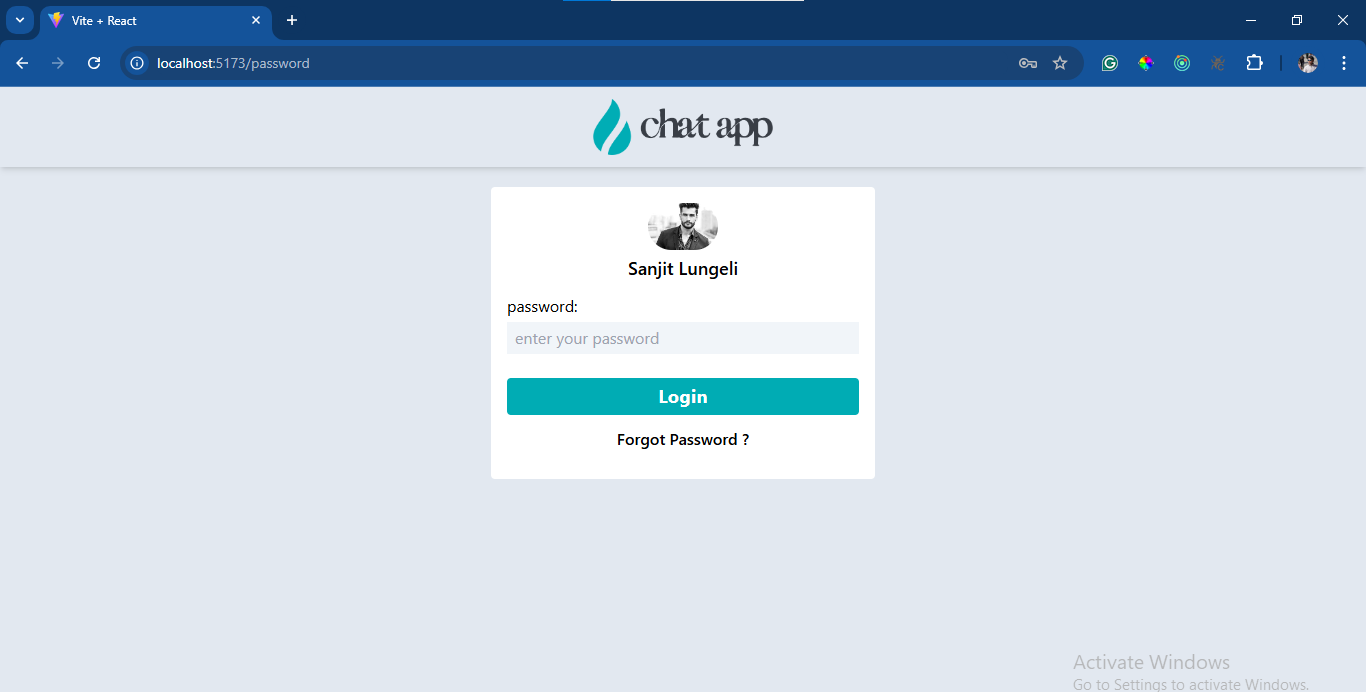 Vite + React
localhost:5173/password
chat app
Sanjit Lungeli
password:
enter your password
Login
Forgot Password ?
Activate Windows
Go to Settings to activate Windows.